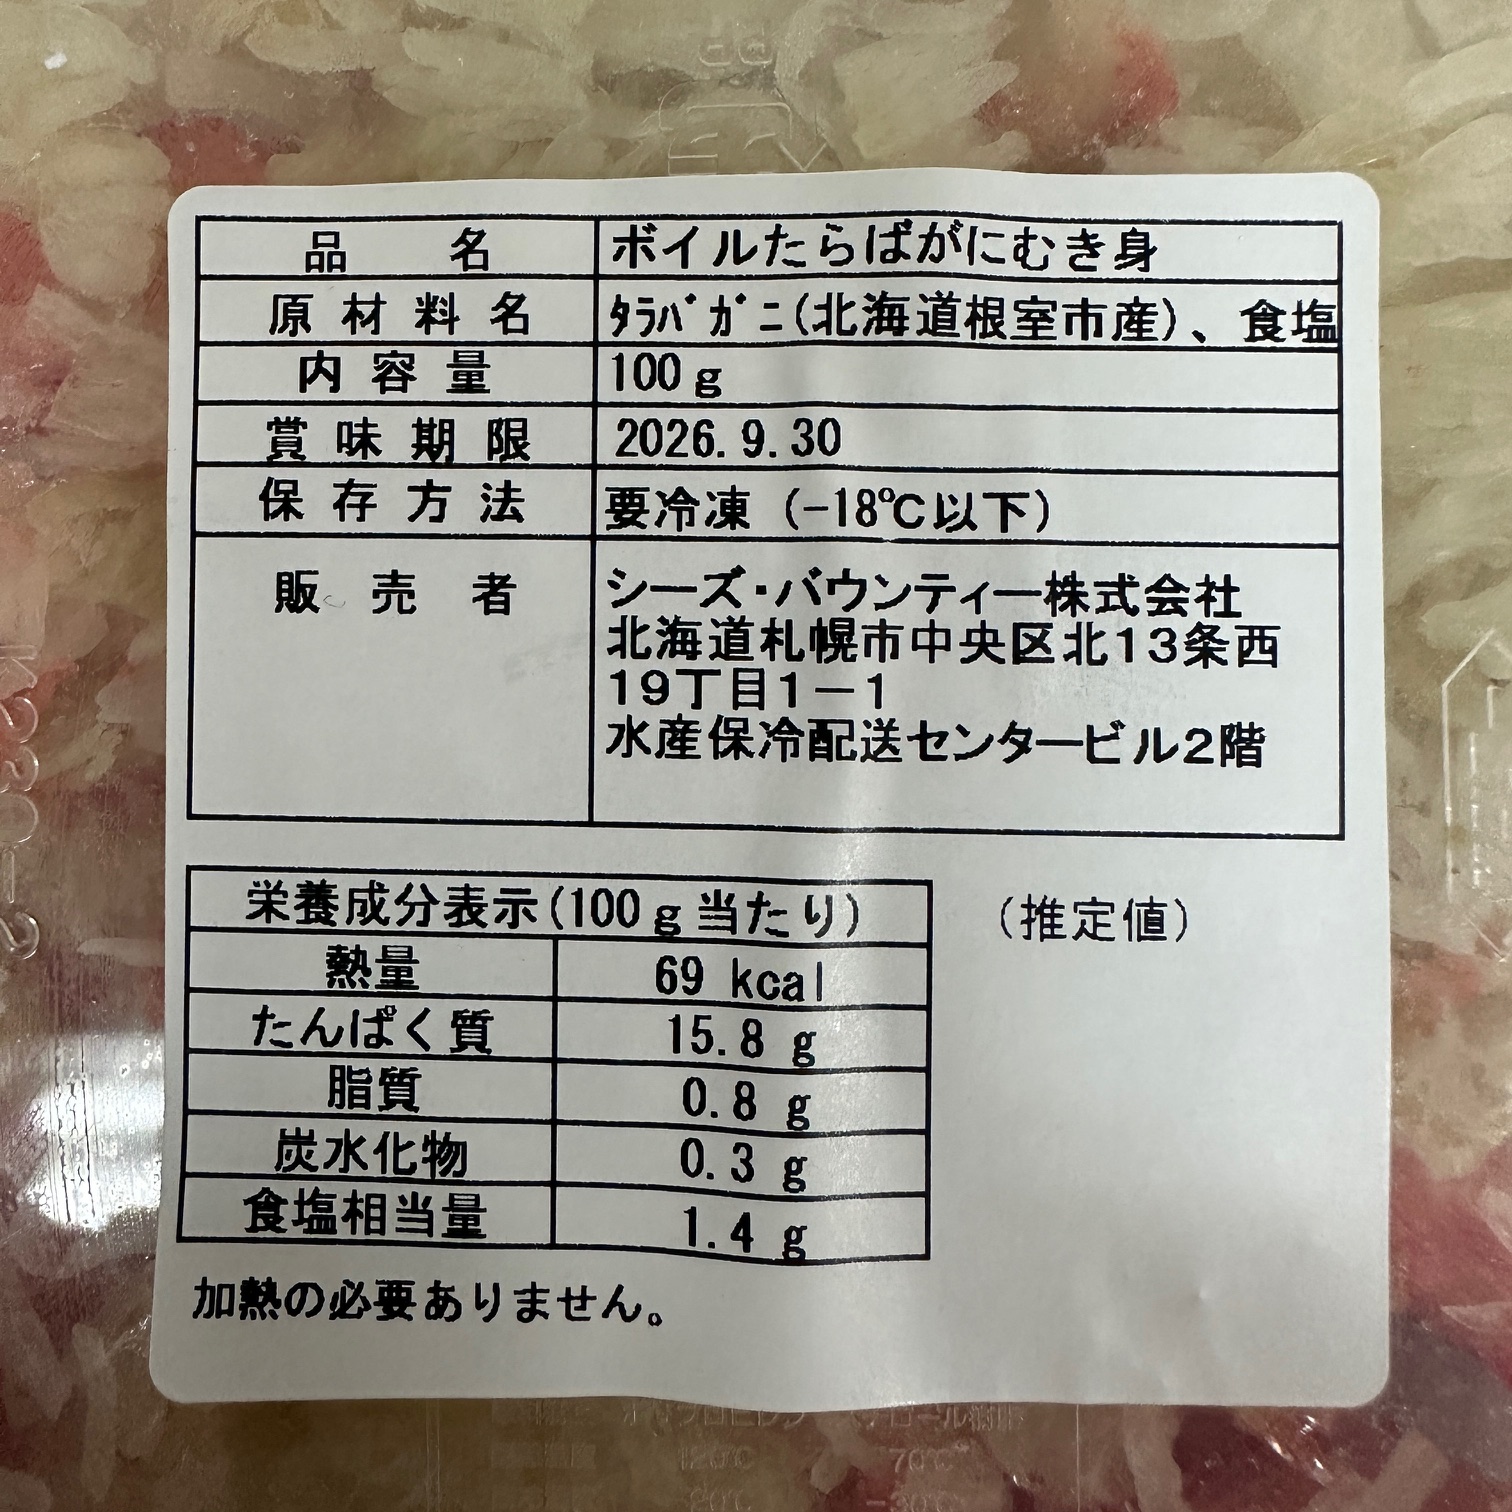 品名 ボイルたらばがにむき身
原材料名 ﾀﾗﾊﾞｶﾞﾆ(北海道根室市産)、食塩
内容量 100g
賞味期限 2026.9.30
保存方法 要冷凍 (-18℃以下)
販売者 シーズ・バウンティー株式会社
北海道札幌市中央区北13条西
19丁目1－1
水産保冷配送センタービル2階
栄養成分表示(100g当たり) (推定値)
熱量 69 kcal
たんぱく質 15.8 g
脂質 0.8 g
炭水化物 0.3 g
食塩相当量 1.4 g
加熱の必要ありません。